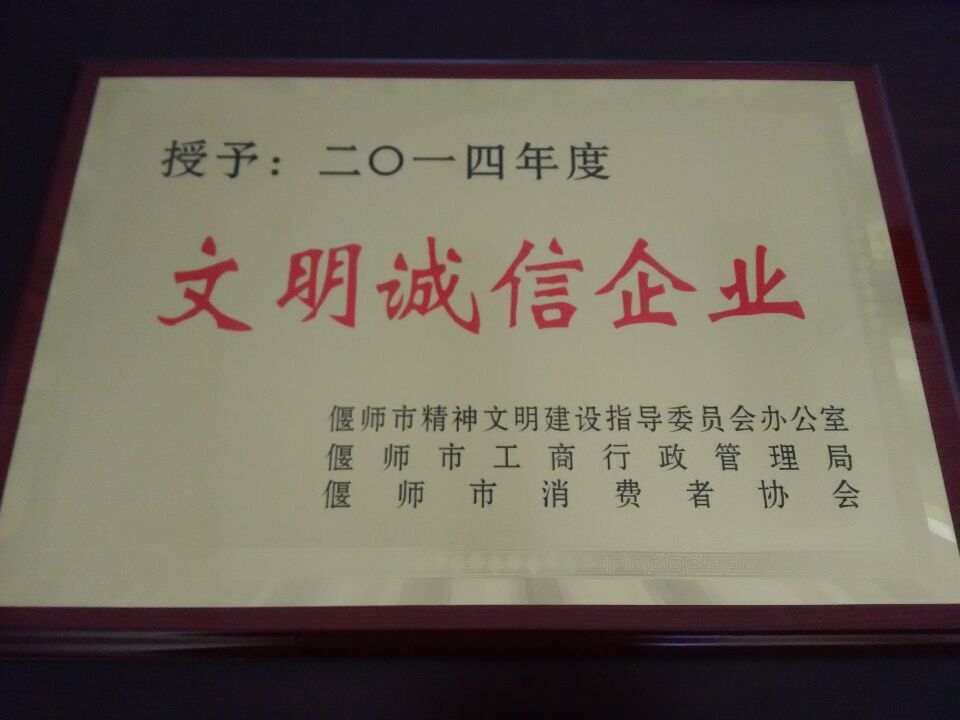 授予：二〇一四年度
文明诚信企业
偃师市精神文明建设指导委员会办公室
偃师市工商行政管理局
偃师市消费者协会